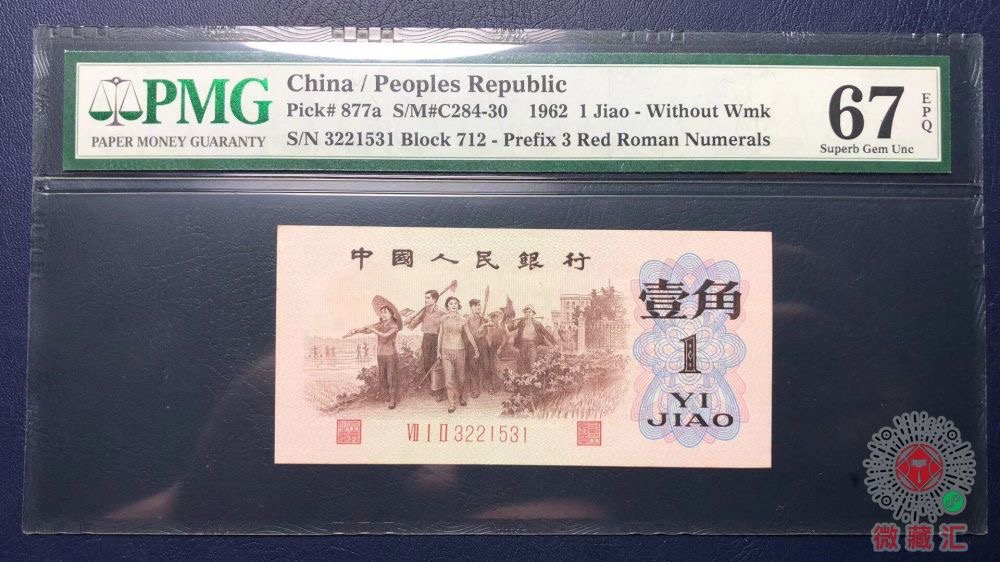 PMG
PAPER MONEY GUARANTY
China / Peoples Republic
Pick# 877a S/M#C284-30 1962 1 Jiao - Without Wmk
S/N 3221531 Block 712 - Prefix 3 Red Roman Numerals
67
EPQ
Superb Gem Unc
中國人民銀行
壹角
1
YI
JIAO
VII I II 3221531
微藏汇